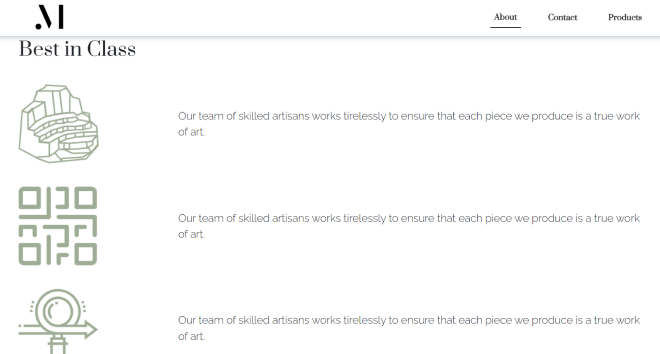 M
About Contact Products
Best in Class
Our team of skilled artisans works tirelessly to ensure that each piece we produce is a true work
of art.
Our team of skilled artisans works tirelessly to ensure that each piece we produce is a true work
of art.
Our team of skilled artisans works tirelessly to ensure that each piece we produce is a true work
of art.